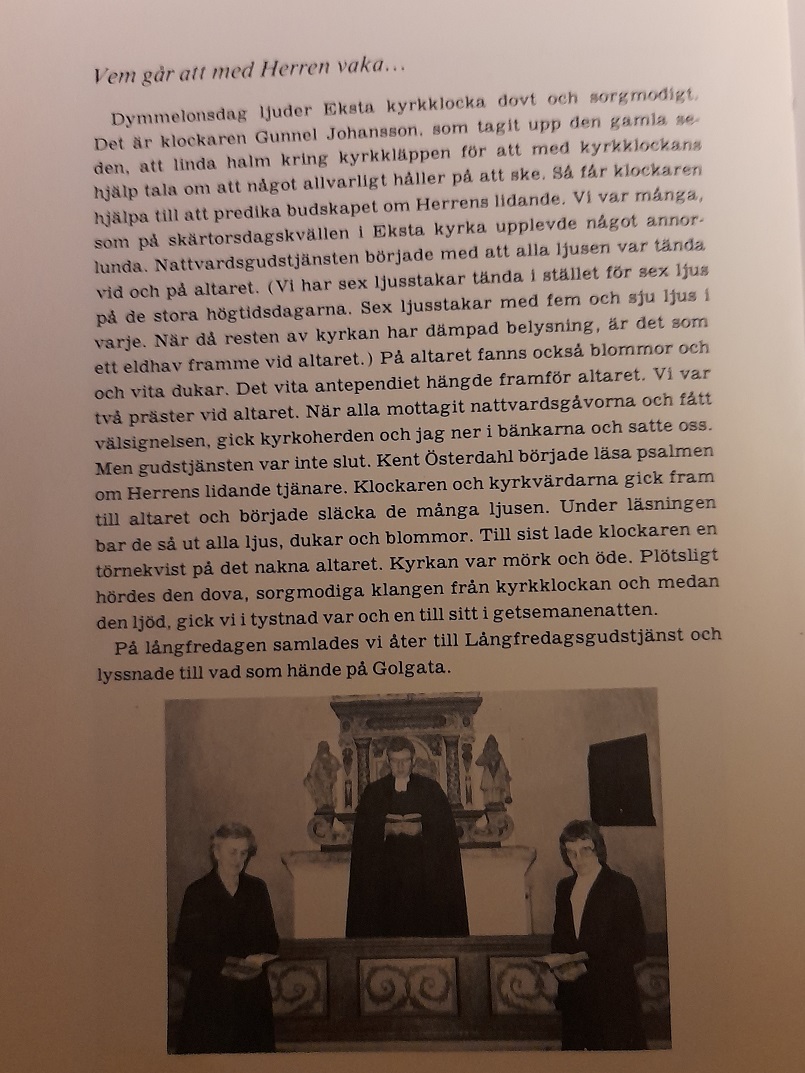 Vem går att med Herren vaka...
Dymmelonsdag ljuder Eksta kyrkklocka dovt och sorgmodigt.
Det är klockaren Gunnel Johansson, som tagit upp den gamla se-
den, att linda halm kring kyrkkläppen för att med kyrkklockans
hjälp tala om att något allvarligt håller på att ske. Så får klockaren
hjälpa till att predika budskapet om Herrens lidande. Vi var många,
som på skärtorsdagskvällen i Eksta kyrka upplevde något annor-
lunda. Nattvardsgudstjänsten började med att alla ljusen var tända
vid och på altaret. (Vi har sex ljusstakar tända i stället för sex ljus
på de stora högtidsdagarna. Sex ljusstakar med fem och sju ljus i
varje. När då resten av kyrkan har dämpad belysning, är det som
ett eldhav framme vid altaret.) På altaret fanns också blommor och
och vita dukar. Det vita antependiet hängde framför altaret. Vi var
två präster vid altaret. När alla mottagit nattvardsgåvorna och fått
välsignelsen, gick kyrkoherden och jag ner i bänkarna och satte oss.
Men gudstjänsten var inte slut. Kent Österdahl började läsa psalmen
om Herrens lidande tjänare. Klockaren och kyrkvärdarna gick fram
till altaret och började släcka de många ljusen. Under läsningen
bar de så ut alla ljus, dukar och blommor. Till sist lade klockaren en
törnekvist på det nakna altaret. Kyrkan var mörk och öde. Plötsligt
hördes den dova, sorgmodiga klangen från kyrkklockan och medan
den ljöd, gick vi i tystnad var och en till sitt i getsemanenatten.
På långfredagen samlades vi åter till Långfredagsgudstjänst och
lyssnade till vad som hände på Golgata.